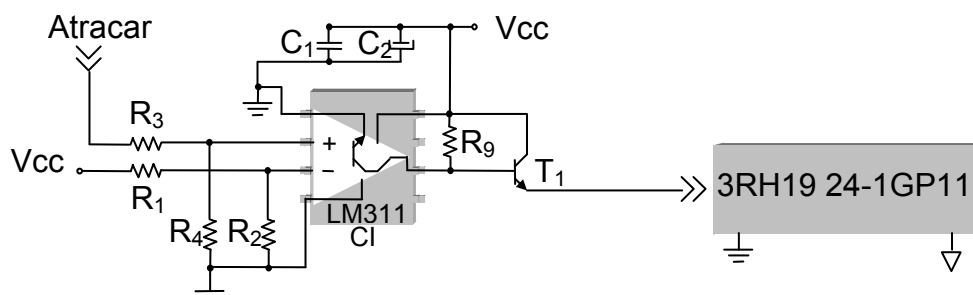 Atracar
C1
C2
Vcc
R3
+
R9
Vcc
−
R1
T1
3RH19 24-1GP11
R4
R2
LM311
CI